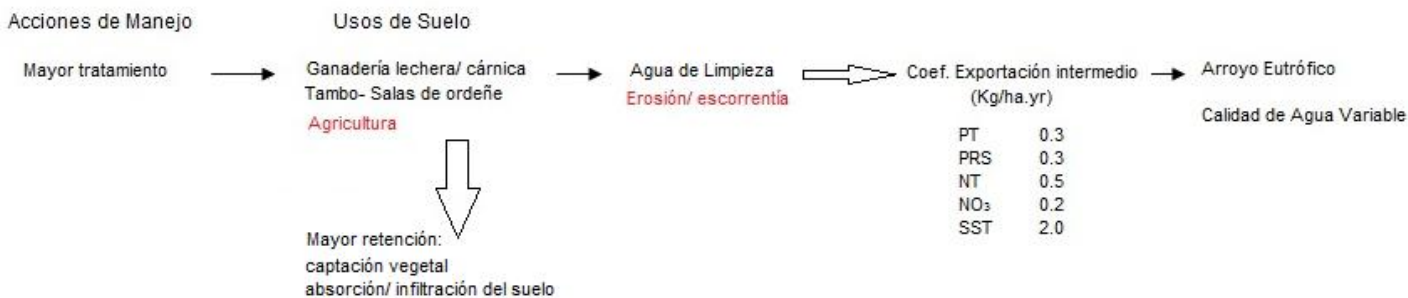 Acciones de Manejo
Usos de Suelo
Mayor tratamiento
Ganadería lechera/ cárnica
Tambo- Salas de ordeñe
Agricultura
Agua de Limpieza
Erosión/ escorrentía
Coef. Exportación intermedio
(Kg/ha.yr)
PT 0.3
PRS 0.3
NT 0.5
NO₃ 0.2
SST 2.0
Arroyo Eutrófico
Calidad de Agua Variable
Mayor retención:
captación vegetal
absorción/ infiltración del suelo